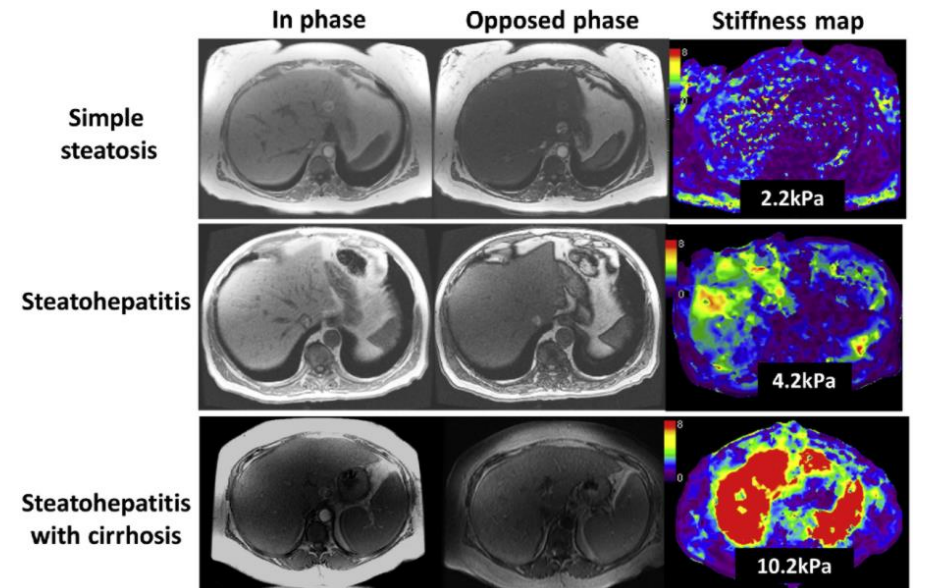 In phase
Opposed phase
Stiffness map
Simple
steatosis
8
2.2kPa
Steatohepatitis
8
0
4.2kPa
Steatohepatitis
with cirrhosis
8
0
10.2kPa